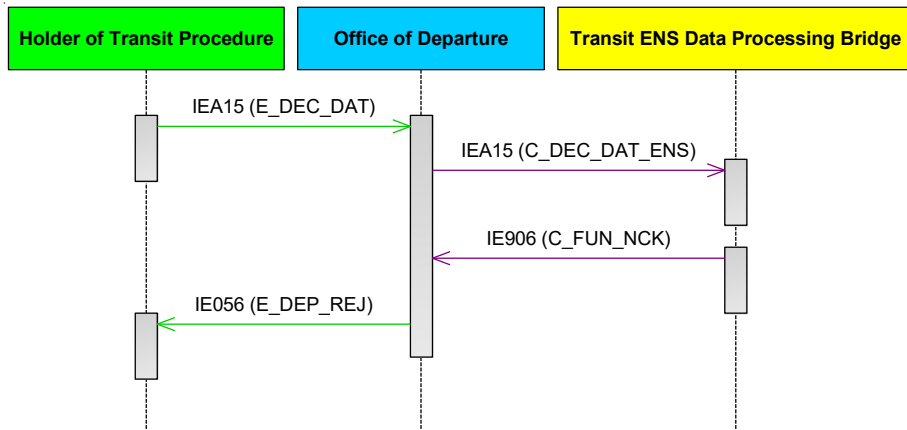 Holder of Transit Procedure
Office of Departure
Transit ENS Data Processing Bridge
IEA15 (E_DEC_DAT)
IEA15 (C_DEC_DAT_ENS)
IE906 (C_FUN_NCK)
IE056 (E_DEP_REJ)